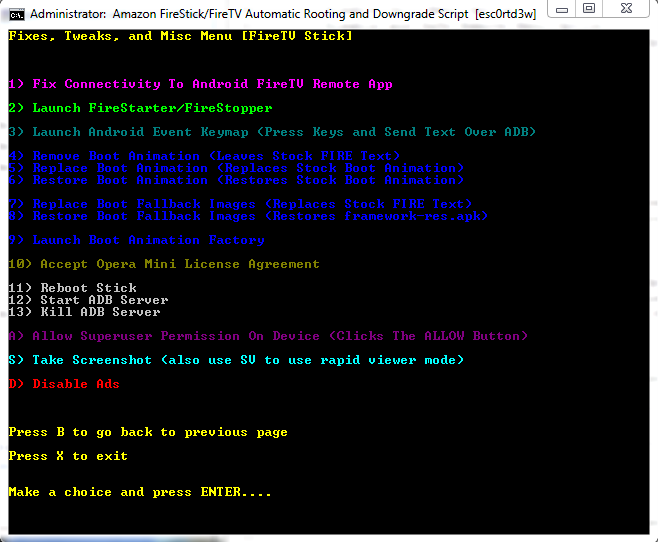 Administrator:  Amazon FireStick/FireTV Automatic Rooting and Downgrade Script  [esc0rtd3w]
Fixes, Tweaks, and Misc Menu [FireTV Stick]
1) Fix Connectivity To Android FireTV Remote App
2) Launch FireStarter/FireStopper
3) Launch Android Event Keymap (Press Keys and Send Text Over ADB)
4) Remove Boot Animation (Leaves Stock FIRE Text)
5) Replace Boot Animation (Replaces Stock Boot Animation)
6) Restore Boot Animation (Restores Stock Boot Animation)
7) Replace Boot Fallback Images (Replaces Stock FIRE Text)
8) Restore Boot Fallback Images (Restores framework-res.apk)
9) Launch Boot Animation Factory
10) Accept Opera Mini License Agreement
11) Reboot Stick
12) Start ADB Server
13) Kill ADB Server
A) Allow Superuser Permission On Device (Clicks The ALLOW Button)
S) Take Screenshot (also use SV to use rapid viewer mode)
D) Disable Ads
Press B to go back to previous page
Press X to exit
Make a choice and press ENTER....